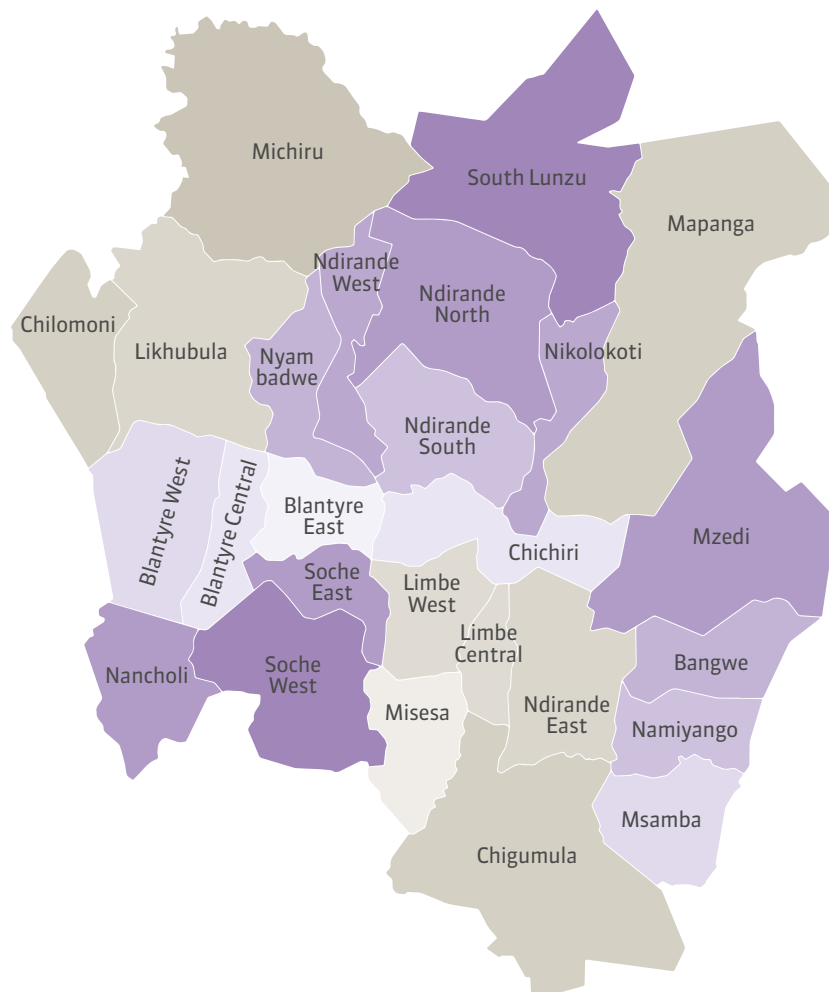 Michiru
South Lunzu
Mapanga
Ndirande
West
Ndirande
North
Chilomoni
Likhubula
Nyam
badwe
Nikolokoti
Ndirande
South
Blantyre West
Blantyre Central
Blantyre
East
Chichiri
Mzedi
Soche
East
Limbe
West
Limbe
Central
Nancholi
Soche
West
Bangwe
Misesa
Ndirande
East
Namiyango
Msamba
Chigumula